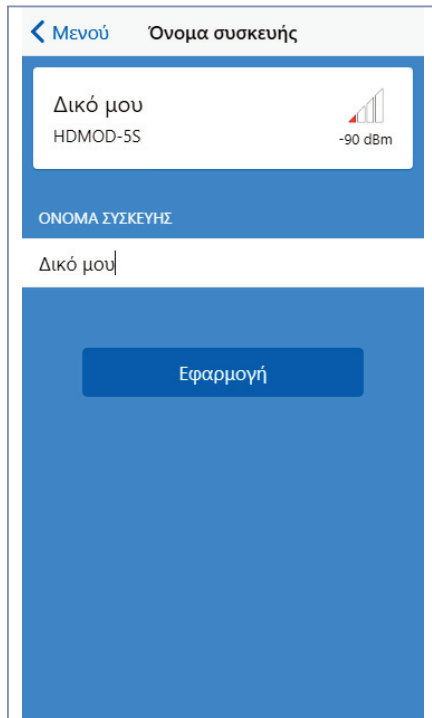 Μενού Όνομα συσκευής
Δικό μου
HDMOD-5S
-90 dBm
ΟΝΟΜΑ ΣΥΣΚΕΥΗΣ
Δικό μου
Εφαρμογή